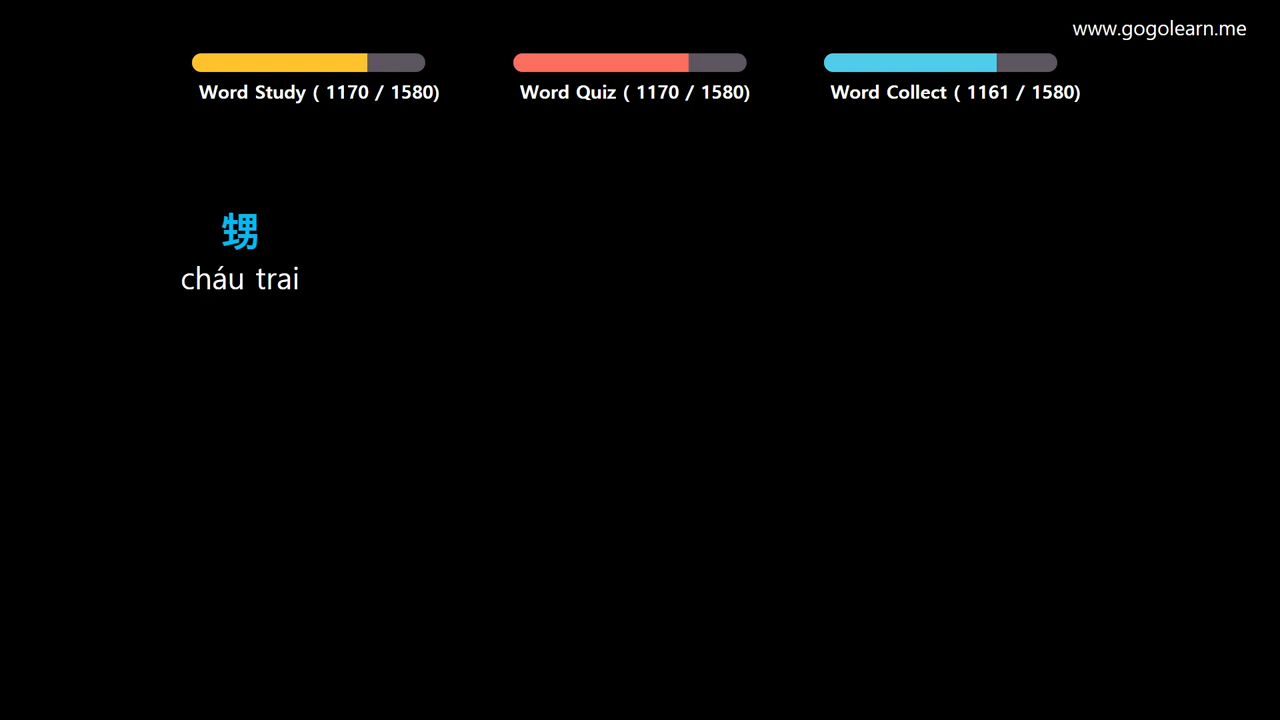 www.gogolearn.me
Word Study ( 1170 / 1580)
Word Quiz ( 1170 / 1580)
Word Collect ( 1161 / 1580)
甥
cháu trai